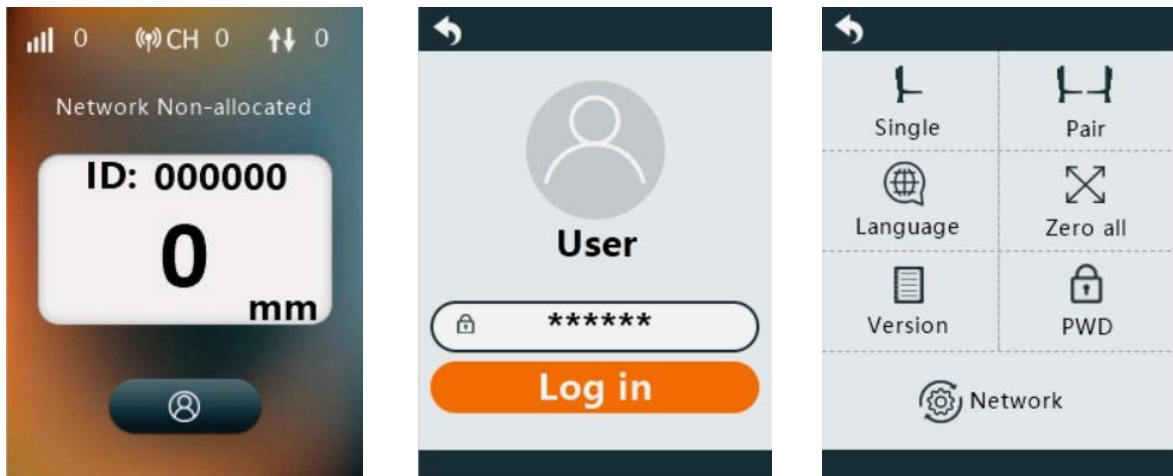 0 CH 0 0
Network Non-allocated
ID: 000000
0
mm
User
******
Log in
Single Pair
Language Zero all
Version PWD
Network